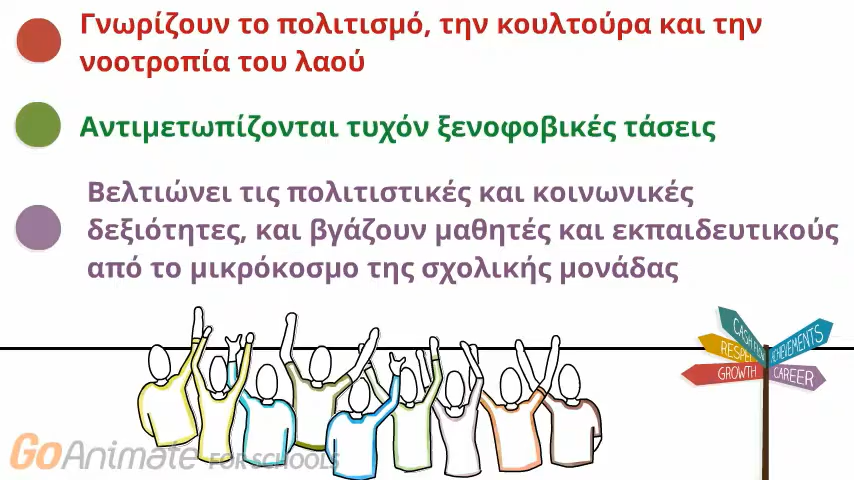 Γνωρίζουν το πολιτισμό, την κουλτούρα και την
νοοτροπία του λαού
Αντιμετωπίζονται τυχόν ξενοφοβικές τάσεις
Βελτιώνει τις πολιτιστικές και κοινωνικές
δεξιότητες, και βγάζουν μαθητές και εκπαιδευτικούς
από το μικρόκοσμο της σχολικής μονάδας
ACHIEVEMENTS
GROWTH
CAREER
GoAnimate FOR SCHOOLS